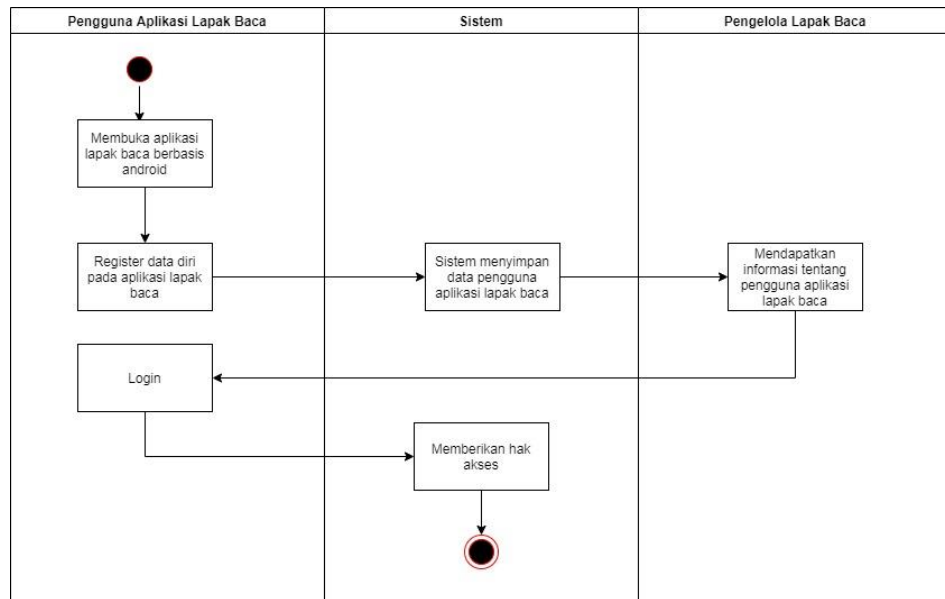 Pengguna Aplikasi Lapak Baca
Sistem
Pengelola Lapak Baca
Membuka aplikasi
lapak baca berbasis
android
Register data diri
pada aplikasi lapak
baca
Sistem menyimpan
data pengguna
aplikasi lapak baca
Mendapatkan
informasi tentang
pengguna aplikasi
lapak baca
Login
Memberikan hak
akses